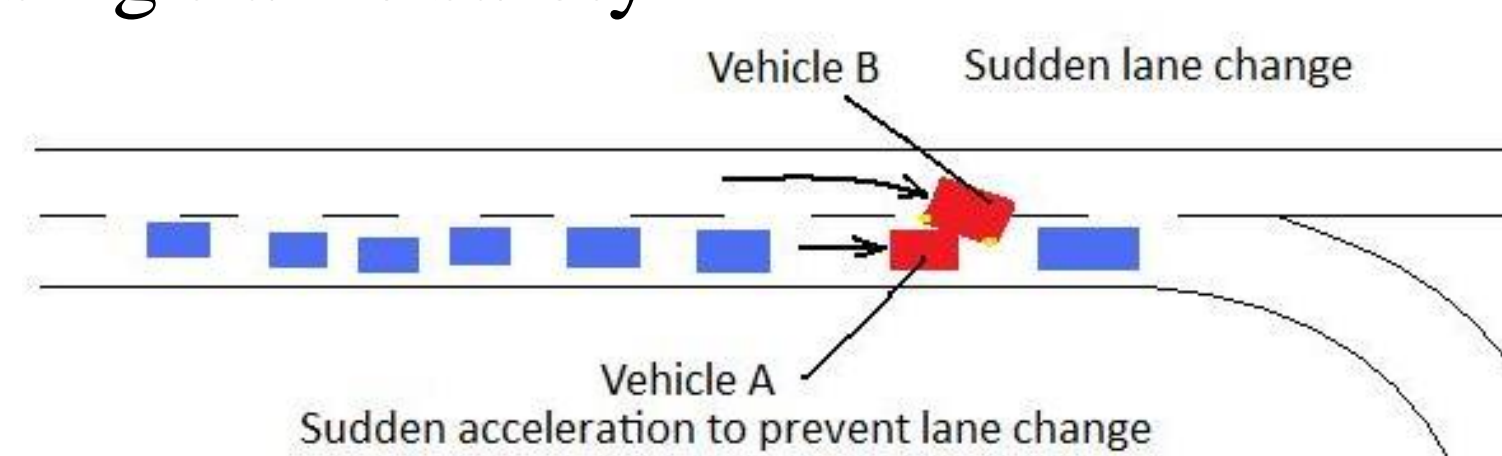 Vehicle B
Sudden lane change
Vehicle A
Sudden acceleration to prevent lane change